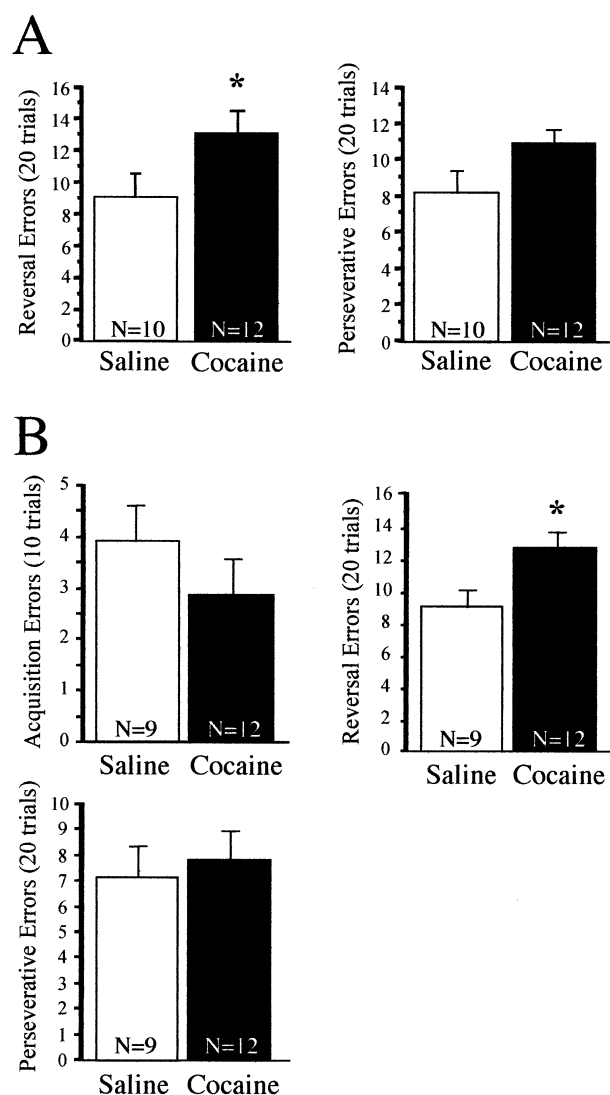 A
Reversal Errors (20 trials)
16
14
12
10
8
6
4
2
0
*
N=10
N=12
Saline Cocaine
Perseverative Errors (20 trials)
14
12
10
8
6
4
2
0
N=10
N=12
Saline Cocaine
B
Acquisition Errors (10 trials)
5
4
3
2
1
0
N=9
N=12
Saline Cocaine
Reversal Errors (20 trials)
16
14
12
10
8
6
4
2
0
*
N=9
N=12
Saline Cocaine
Perseverative Errors (20 trials)
10
9
8
7
6
5
4
3
2
1
0
N=9
N=12
Saline Cocaine